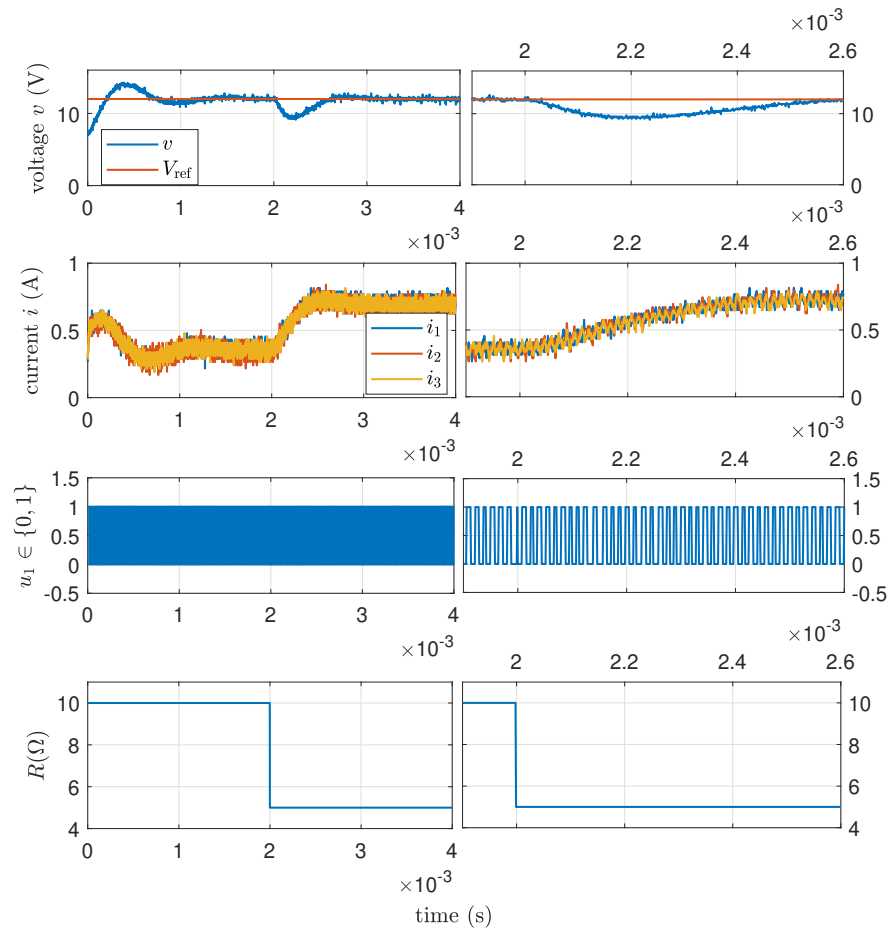 ×10⁻³
2 2.2 2.4 2.6
voltage v (V)
10
0
v
V_ref
10
0
0 1 2 3 4
×10⁻³
×10⁻³
2 2.2 2.4 2.6
current i (A)
1
0.5
0
i₁
i₂
i₃
1
0.5
0
0 1 2 3 4
×10⁻³
×10⁻³
2 2.2 2.4 2.6
u₁ ∈ {0, 1}
1.5
1
0.5
0
-0.5
1.5
1
0.5
0
-0.5
0 1 2 3 4
×10⁻³
×10⁻³
2 2.2 2.4 2.6
R(Ω)
10
8
6
4
10
8
6
4
0 1 2 3 4
×10⁻³
time (s)